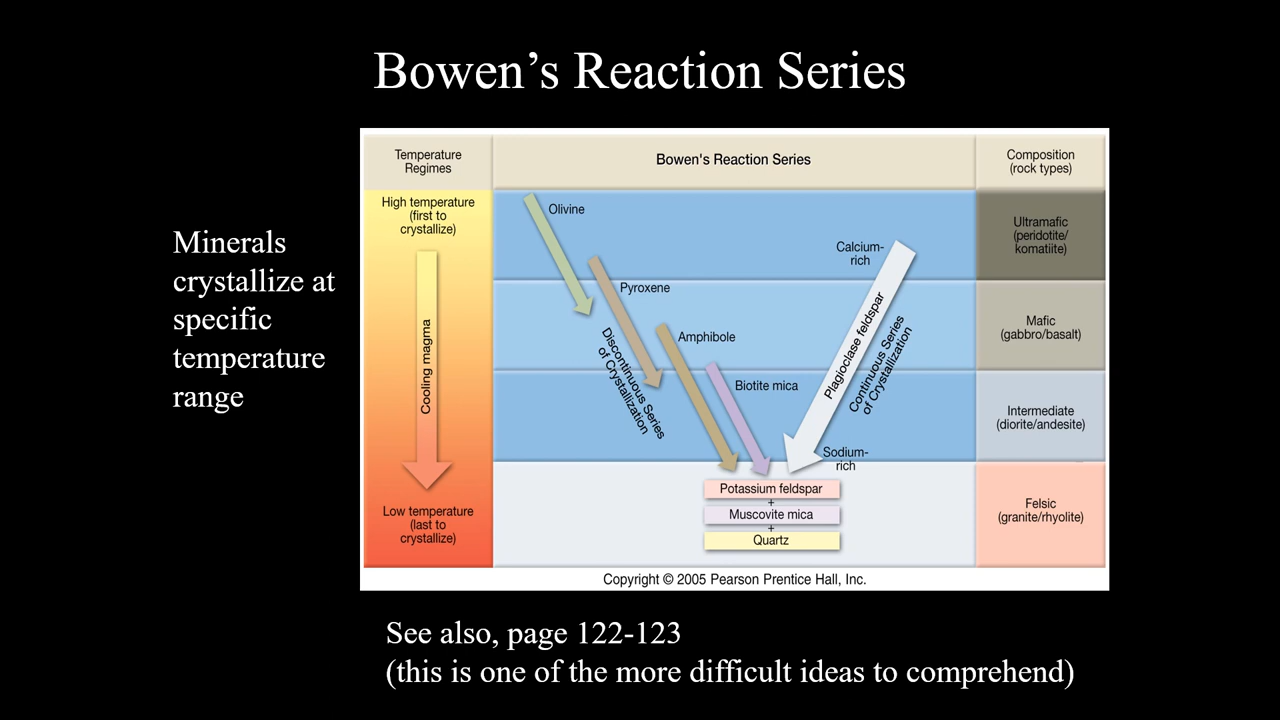 Bowen’s Reaction Series
Minerals
crystallize at
specific
temperature
range
Temperature
Regimes
Bowen's Reaction Series
Composition
(rock types)
High temperature
(first to
crystallize)
Cooling magma
Low temperature
(last to
crystallize)
Olivine
Pyroxene
Amphibole
Biotite mica
Discontinuous Series
of Crystallization
Calcium-
rich
Plagioclase feldspar
Continuous Series
of Crystallization
Sodium-
rich
Potassium feldspar
+
Muscovite mica
+
Quartz
Ultramafic
(peridotite/
komatiite)
Mafic
(gabbro/basalt)
Intermediate
(diorite/andesite)
Felsic
(granite/rhyolite)
Copyright © 2005 Pearson Prentice Hall, Inc.
See also, page 122-123
(this is one of the more difficult ideas to comprehend)